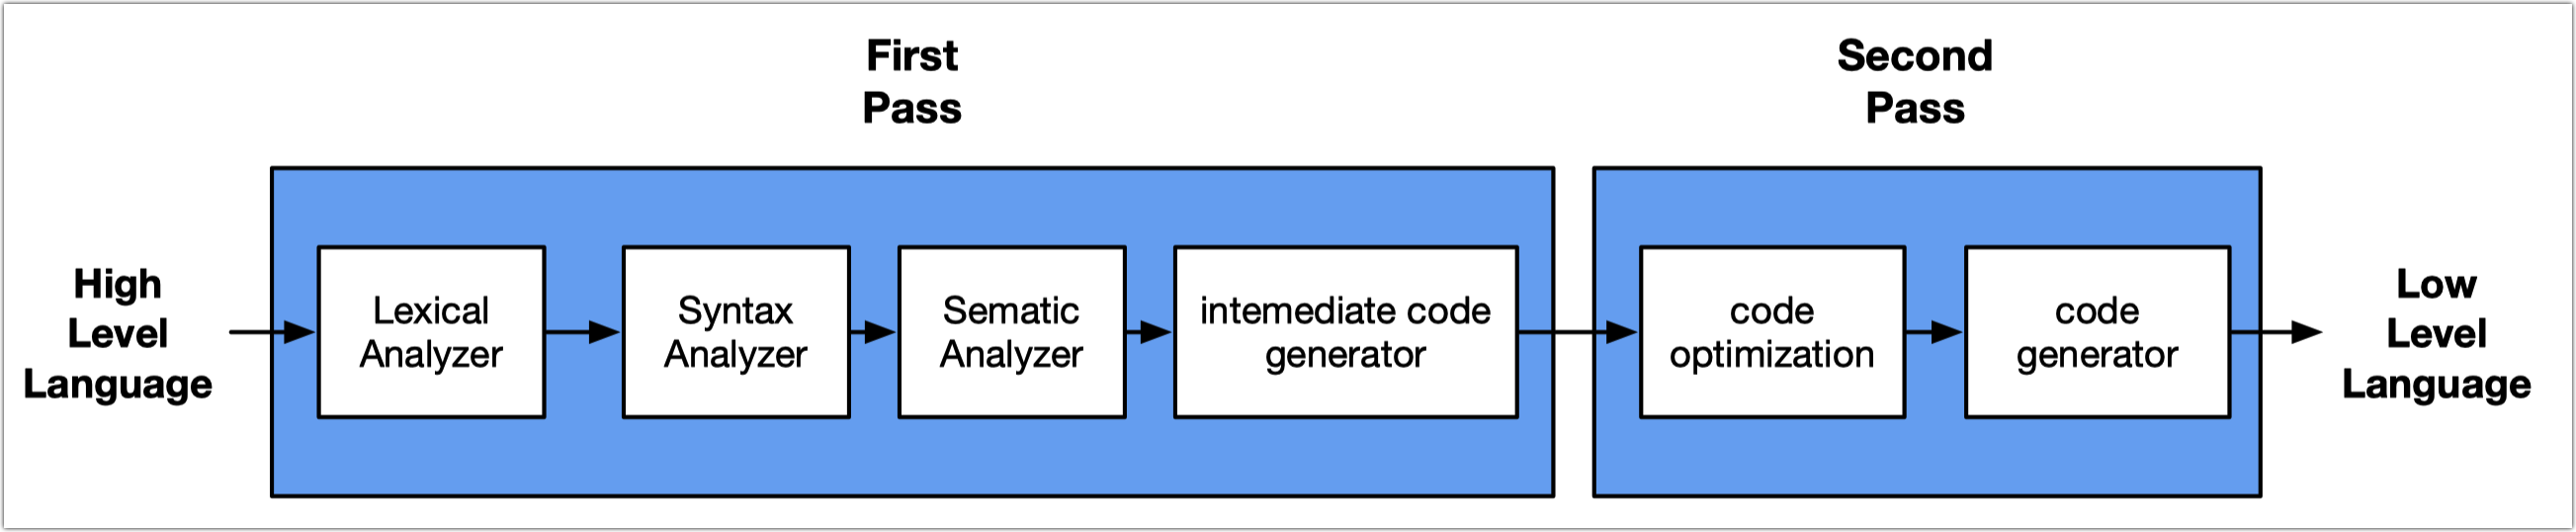 First
Pass
Second
Pass
High
Level
Language
Lexical
Analyzer
Syntax
Analyzer
Sematic
Analyzer
intemediate code
generator
code
optimization
code
generator
Low
Level
Language